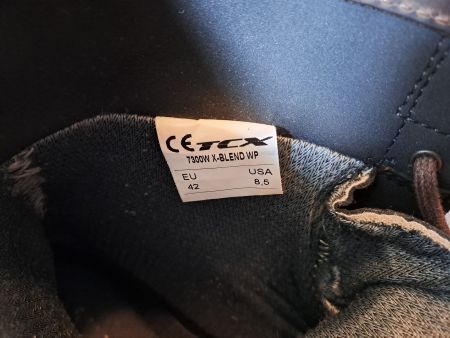 CE TCX
7300W X-BLEND WP
EU USA
42 8,5